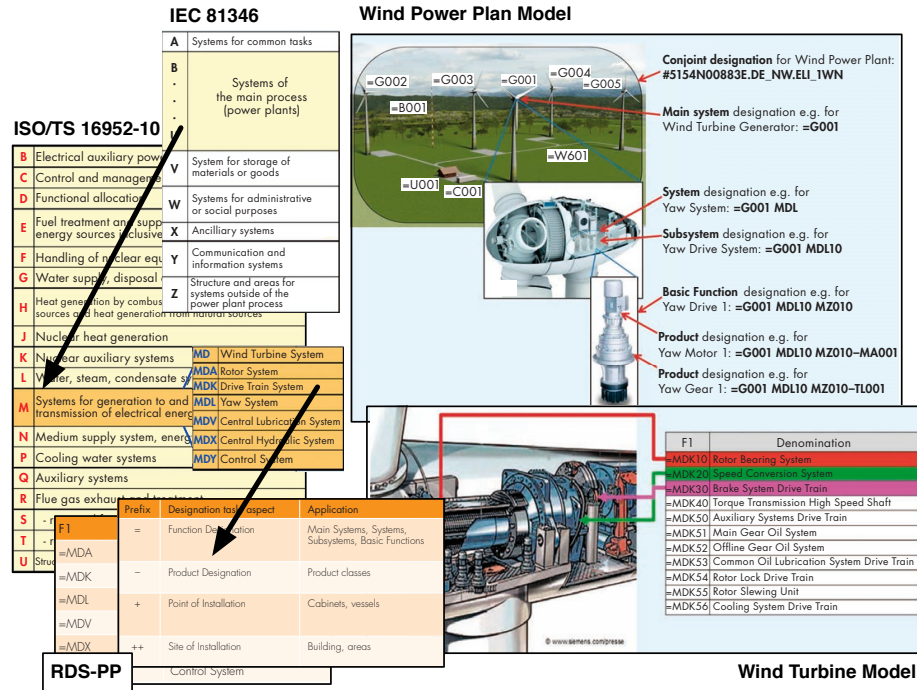 IEC 81346
Wind Power Plan Model
A Systems for common tasks
B
.
.
.
U
Systems of
the main process
(power plants)
V System for storage of
materials or goods
W Systems for administrative
or social purposes
X Ancilliary systems
Y Communication and
information systems
Z Structure and areas for
systems outside of the
power plant process
ISO/TS 16952-10
B Electrical auxiliary
C Control and
D Functional allocation
E Fuel treatment and
energy sources inclusive
F Handling of nuclear
G Water supply, disposal
H Heat generation by
sources and heat generation from natural sources
J Nuclear heat generation
K Nuclear auxiliary systems
L Water, steam, condensate
M Systems for generation to and
transmission of electrical
N Medium supply system,
P Cooling water systems
Q Auxiliary systems
R Flue gas exhaust and treatment
S
T
U
MD Wind Turbine System
MDA Rotor System
MDK Drive Train System
MDL Yaw System
MDV Central Lubrication System
MDX Central Hydraulic System
MDY Control System
F1
=MDA
=MDK
=MDL
=MDV
=MDX
Control System
Prefix Designation task aspect Application
= Function Designation Main Systems, Systems,
Subsystems, Basic Functions
– Product Designation Product classes
+ Point of Installation Cabinets, vessels
++ Site of Installation Building, areas
RDS-PP
=G002
=G003
=G001
=G004
=G005
=B001
=W601
=U001
=C001
Conjoint designation for Wind Power Plant:
#5154N00883E.DE_NW.ELI_1WN
Main system designation e.g. for
Wind Turbine Generator: =G001
System designation e.g. for
Yaw System: =G001 MDL
Subsystem designation e.g. for
Yaw Drive System: =G001 MDL10
Basic Function designation e.g. for
Yaw Drive 1: =G001 MDL10 MZ010
Product designation e.g. for
Yaw Motor 1: =G001 MDL10 MZ010–MA001
Product designation e.g. for
Yaw Gear 1: =G001 MDL10 MZ010–TL001
F1 Denomination
=MDK10 Rotor Bearing System
=MDK20 Speed Conversion System
=MDK30 Brake System Drive Train
=MDK40 Torque Transmission High Speed Shaft
=MDK50 Auxiliary Systems Drive Train
=MDK51 Main Gear Oil System
=MDK52 Offline Gear Oil System
=MDK53 Common Oil Lubrication System Drive Train
=MDK54 Rotor Lock Drive Train
=MDK55 Rotor Slewing Unit
=MDK56 Cooling System Drive Train
© www.siemens.com/presse
Wind Turbine Model